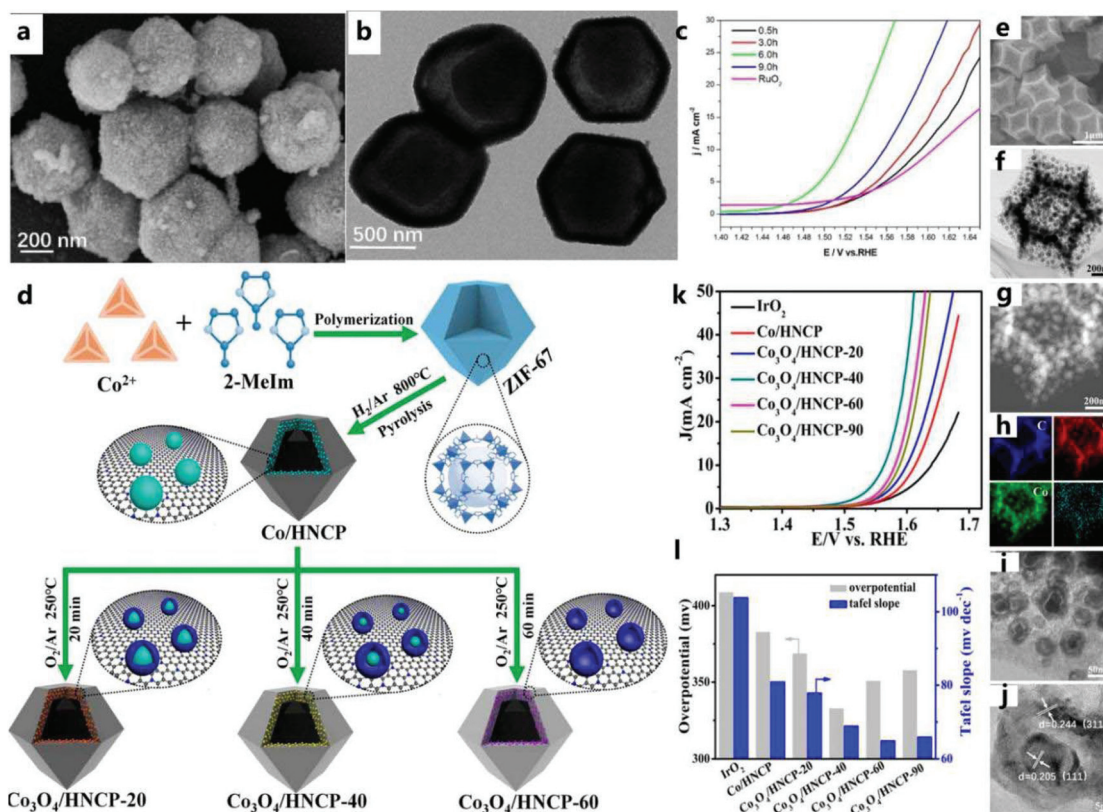 a
200 nm
b
500 nm
c
j / mA cm⁻²
30
25
20
15
10
5
0
0.5h
3.0h
6.0h
9.0h
RuO₂
1.40 1.42 1.44 1.46 1.48 1.50 1.52 1.54 1.56 1.58 1.60 1.62 1.64
E / V vs.RHE
e
1μm
f
g
h
C
Co
i
j
d=0.244 (311
d=0.205 (111)
d
Co²⁺
+
2-MeIm
Polymerization
ZIF-67
H₂/Ar 800℃
Pyrolysis
Co/HNCP
O₂/Ar 250℃
20 min
O₂/Ar 250℃
40 min
O₂/Ar 250℃
60 min
Co₃O₄/HNCP-20
Co₃O₄/HNCP-40
Co₃O₄/HNCP-60
k
J(mA cm⁻²)
50
40
30
20
10
0
IrO₂
Co/HNCP
Co₃O₄/HNCP-20
Co₃O₄/HNCP-40
Co₃O₄/HNCP-60
Co₃O₄/HNCP-90
1.3 1.4 1.5 1.6 1.7
E/V vs. RHE
l
Overpotential (mv)
400
350
300
overpotential
tafel slope
100
80
60
Tafel slope (mv dec⁻¹)
IrO₂
Co/HNCP
Co₃O₄/HNCP-20
Co₃O₄/HNCP-40
Co₃O₄/HNCP-60
Co₃O₄/HNCP-90